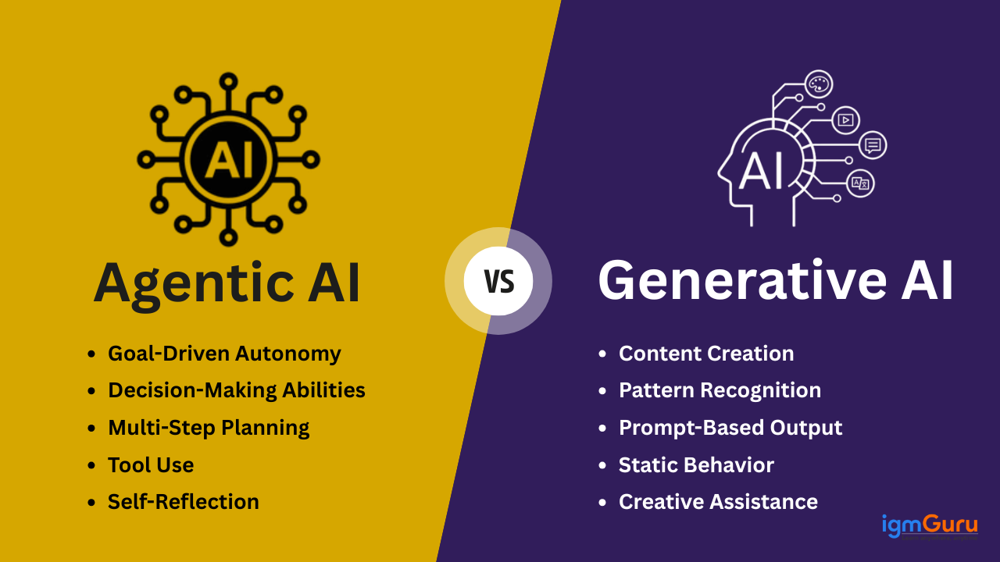 AI
Agentic AI
Goal-Driven Autonomy
Decision-Making Abilities
Multi-Step Planning
Tool Use
Self-Reflection
VS
AI
Generative AI
Content Creation
Pattern Recognition
Prompt-Based Output
Static Behavior
Creative Assistance
igmGuru